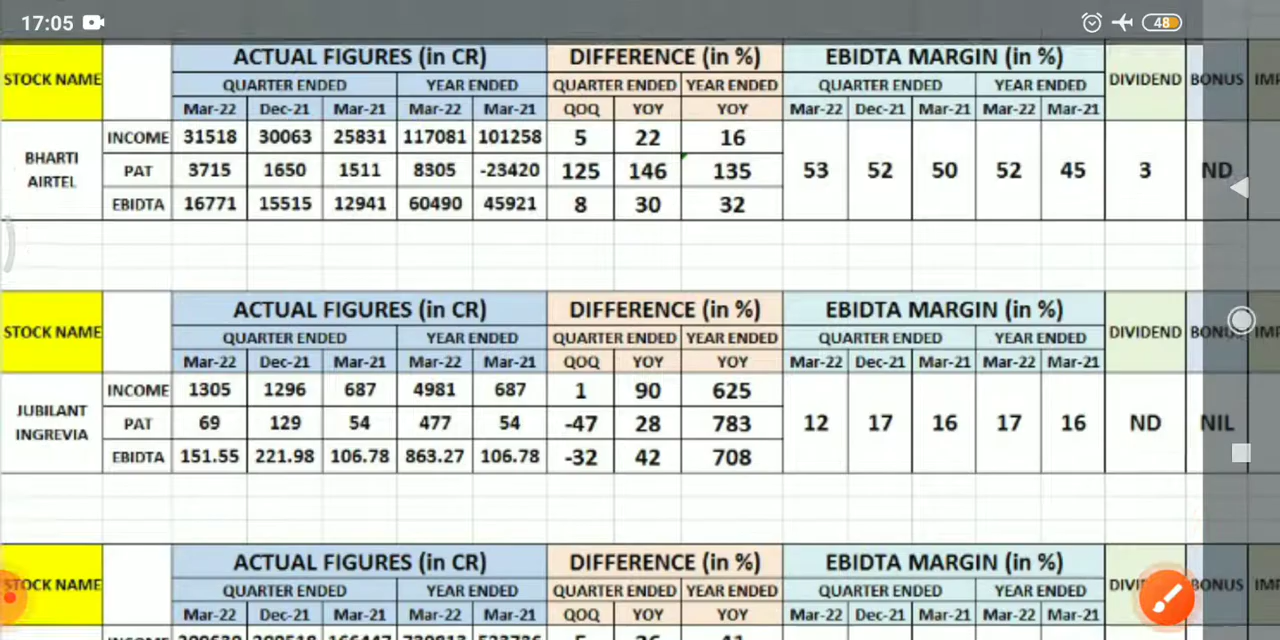 17:05 48
ACTUAL FIGURES (in CR) DIFFERENCE (in %) EBIDTA MARGIN (in %)
STOCK NAME QUARTER ENDED YEAR ENDED QUARTER ENDED YEAR ENDED QUARTER ENDED YEAR ENDED DIVIDEND BONUS
Mar-22 Dec-21 Mar-21 Mar-22 Mar-21 QOQ YOY YOY Mar-22 Dec-21 Mar-21 Mar-22 Mar-21
INCOME 31518 30063 25831 117081 101258 5 22 16
BHARTI AIRTEL PAT 3715 1650 1511 8305 -23420 125 146 135 53 52 50 52 45 3 ND
EBIDTA 16771 15515 12941 60490 45921 8 30 32
ACTUAL FIGURES (in CR) DIFFERENCE (in %) EBIDTA MARGIN (in %)
STOCK NAME QUARTER ENDED YEAR ENDED QUARTER ENDED YEAR ENDED QUARTER ENDED YEAR ENDED DIVIDEND
Mar-22 Dec-21 Mar-21 Mar-22 Mar-21 QOQ YOY YOY Mar-22 Dec-21 Mar-21 Mar-22 Mar-21
INCOME 1305 1296 687 4981 687 1 90 625
JUBILANT INGREVIA PAT 69 129 54 477 54 -47 28 783 12 17 16 17 16 ND NIL
EBIDTA 151.55 221.98 106.78 863.27 106.78 -32 42 708
ACTUAL FIGURES (in CR) DIFFERENCE (in %) EBIDTA MARGIN (in %)
STOCK NAME QUARTER ENDED YEAR ENDED QUARTER ENDED YEAR ENDED QUARTER ENDED YEAR ENDED BONUS
Mar-22 Dec-21 Mar-21 Mar-22 Mar-21 QOQ YOY YOY Mar-22 Dec-21 Mar-21 Mar-22 Mar-21